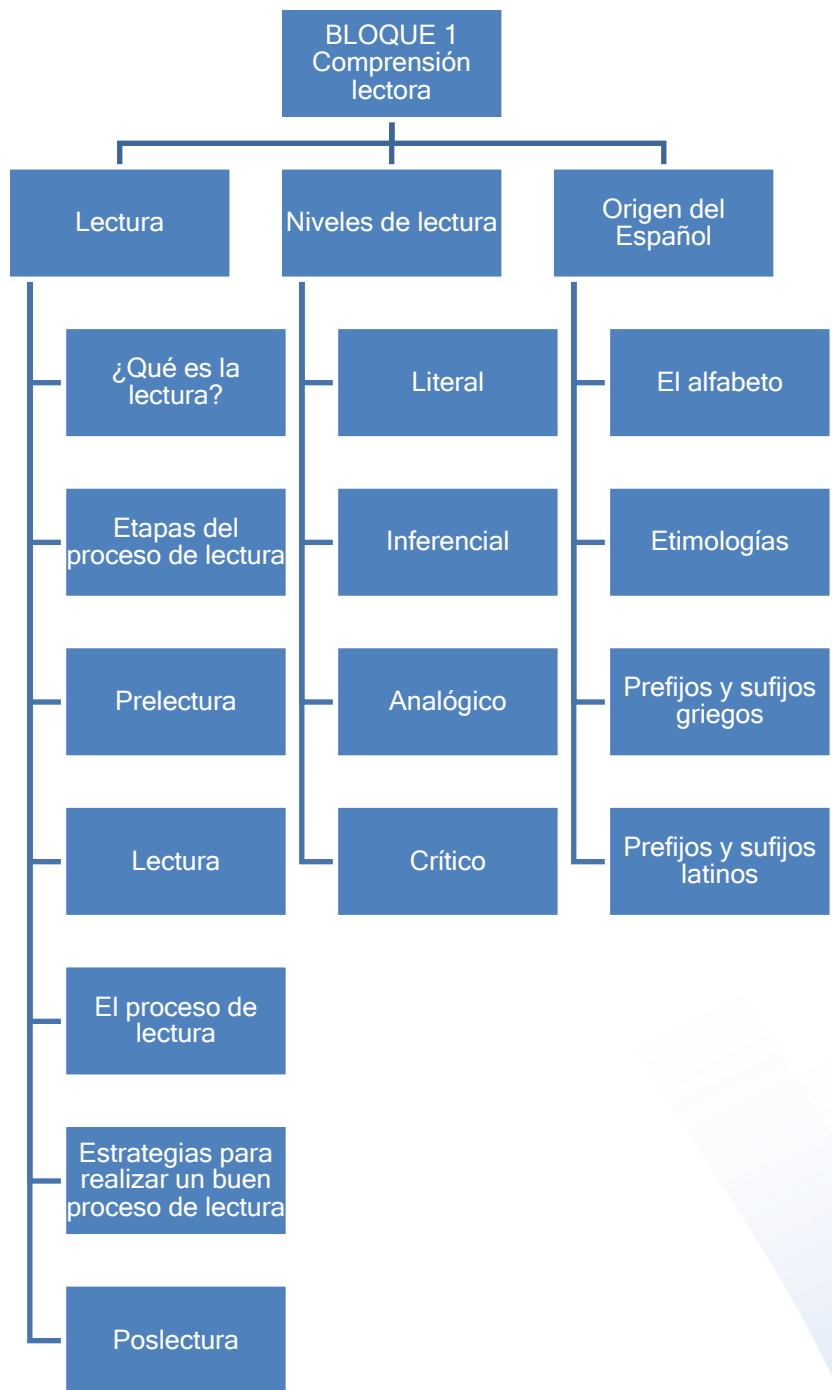 BLOQUE 1
Comprensión
lectora
Lectura
¿Qué es la
lectura?
Etapas del
proceso de lectura
Prelectura
Lectura
El proceso de
lectura
Estrategias para
realizar un buen
proceso de lectura
Poslectura
Niveles de lectura
Literal
Inferencial
Analógico
Crítico
Origen del
Español
El alfabeto
Etimologías
Prefijos y sufijos
griegos
Prefijos y sufijos
latinos